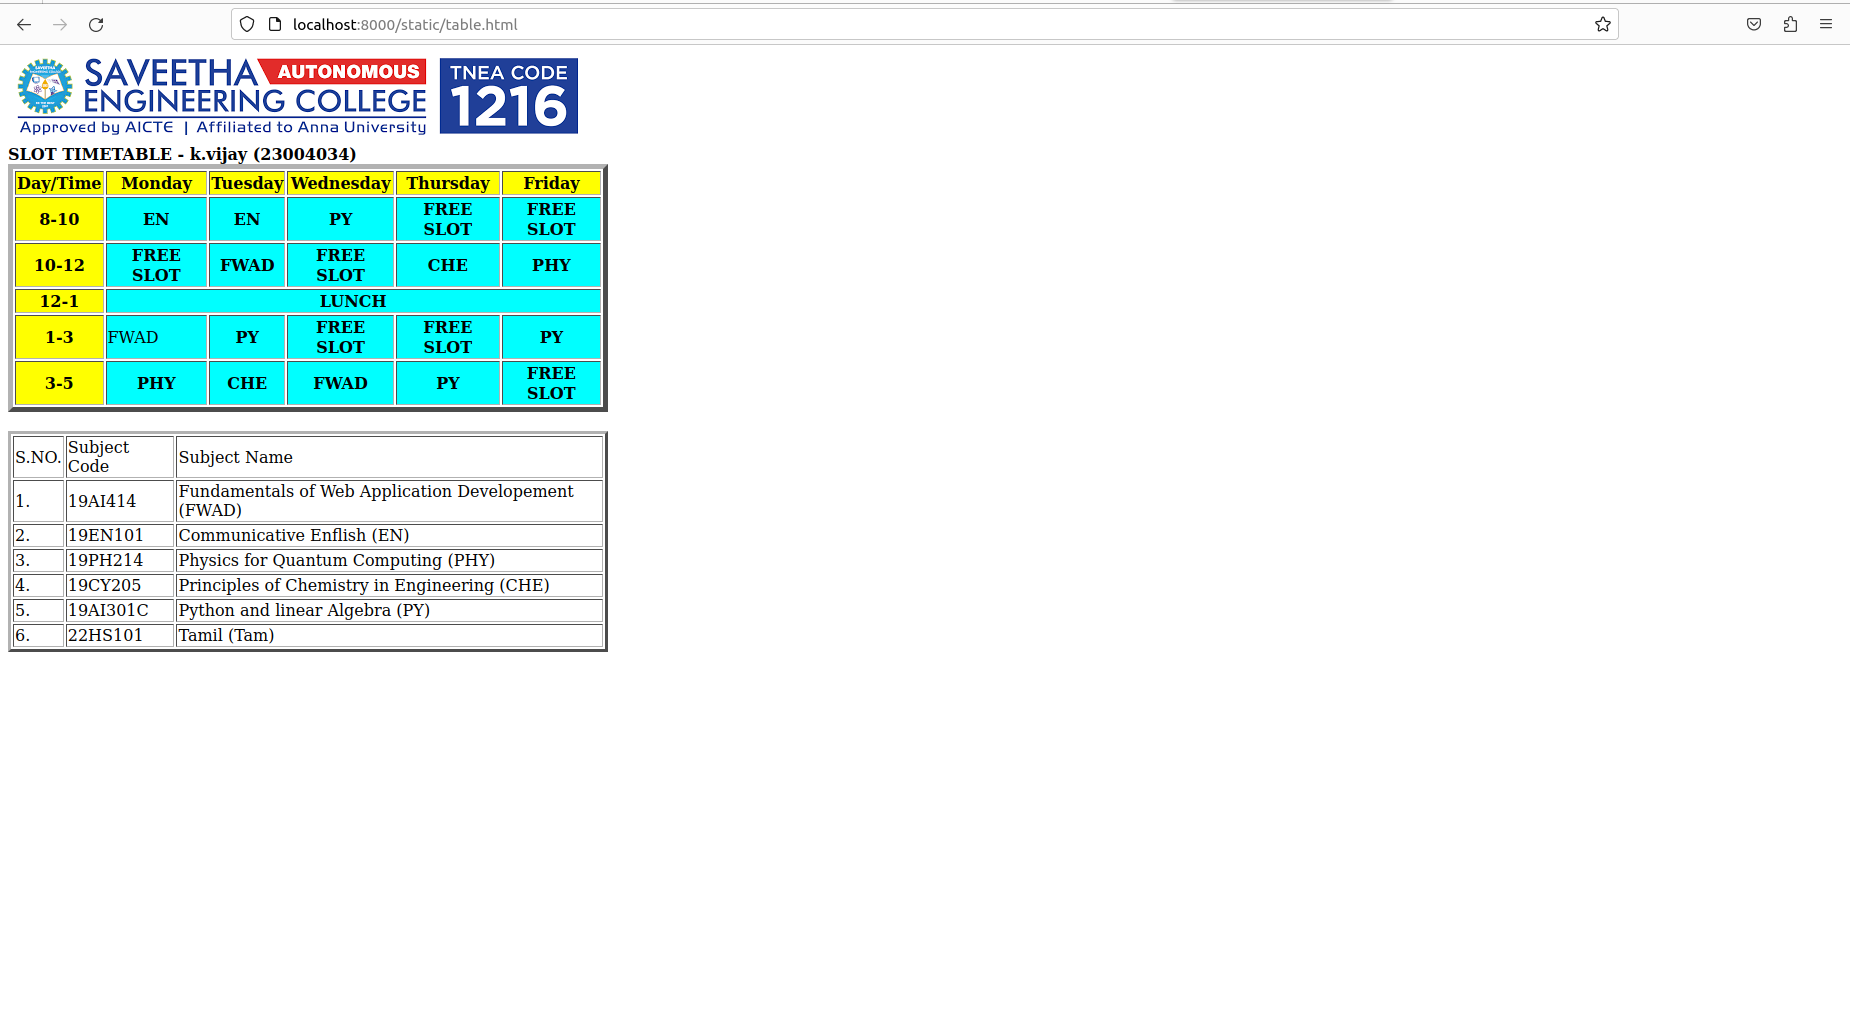 localhost:8000/static/table.html
SAVEETHA AUTONOMOUS
ENGINEERING COLLEGE
Approved by AICTE | Affiliated to Anna University
TNEA CODE
1216
SLOT TIMETABLE - k.vijay (23004034)
Day/Time Monday Tuesday Wednesday Thursday Friday
8-10 EN EN PY FREE SLOT FREE SLOT
10-12 FREE SLOT FWAD FREE SLOT CHE PHY
12-1 LUNCH
1-3 FWAD PY FREE SLOT FREE SLOT PY
3-5 PHY CHE FWAD PY FREE SLOT
S.NO. Subject Code Subject Name
1. 19AI414 Fundamentals of Web Application Developement (FWAD)
2. 19EN101 Communicative Enflish (EN)
3. 19PH214 Physics for Quantum Computing (PHY)
4. 19CY205 Principles of Chemistry in Engineering (CHE)
5. 19AI301C Python and linear Algebra (PY)
6. 22HS101 Tamil (Tam)